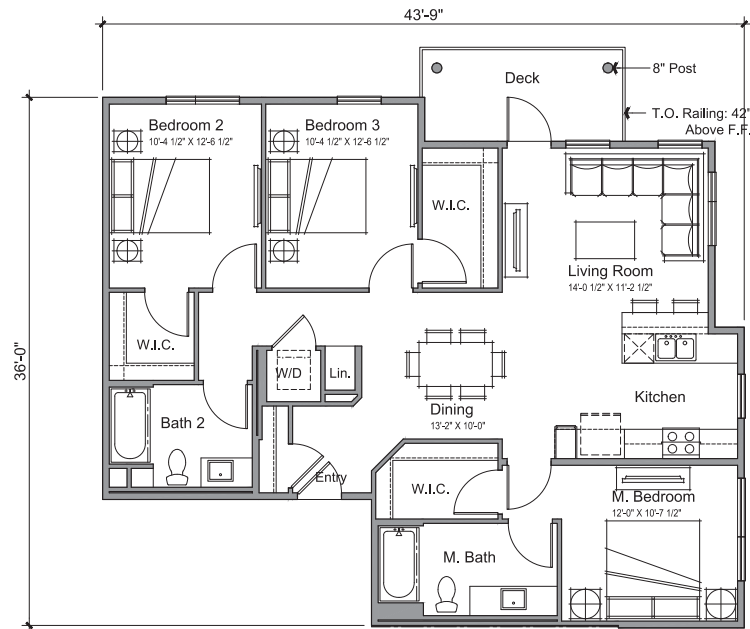 43'-9"
Deck
8" Post
T.O. Railing: 42"
Above F.F.
Bedroom 2
10'-4 1/2" X 12'-6 1/2"
Bedroom 3
10'-4 1/2" X 12'-6 1/2"
W.I.C.
Living Room
14'-0 1/2" X 11'-2 1/2"
36'-0"
W.I.C.
W/D
Lin.
Dining
13'-2" X 10'-0"
Kitchen
Bath 2
Entry
W.I.C.
M. Bedroom
12'-0" X 10'-7 1/2"
M. Bath